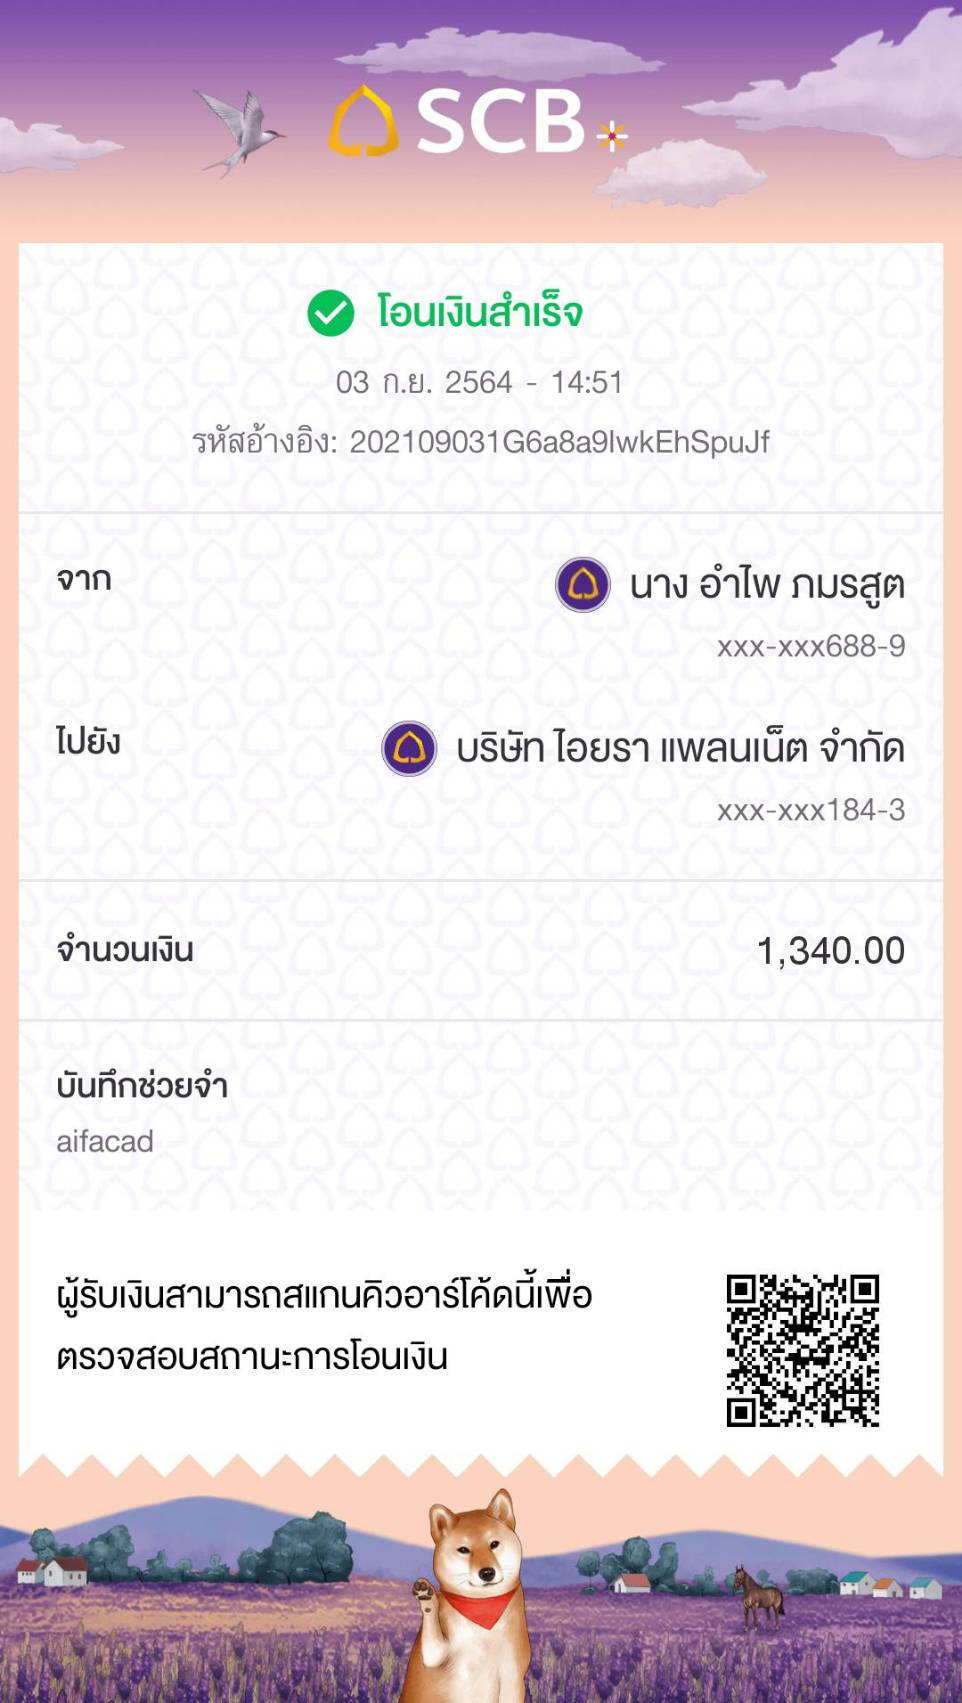 SCB
โอนเงินสำเร็จ
03 ก.ย. 2564 - 14:51
รหัสอ้างอิง: 202109031G6a8a9lwkEhSpuJf
จาก
นาง อำไพ ภมรสูต
xxx-xxx688-9
ไปยัง
บริษัท ไอยรา แพลนเน็ต จำกัด
xxx-xxx184-3
จำนวนเงิน
1,340.00
บันทึกช่วยจำ
aifacad
ผู้รับเงินสามารถสแกนคิวอาร์โค้ดนี้เพื่อ
ตรวจสอบสถานะการโอนเงิน